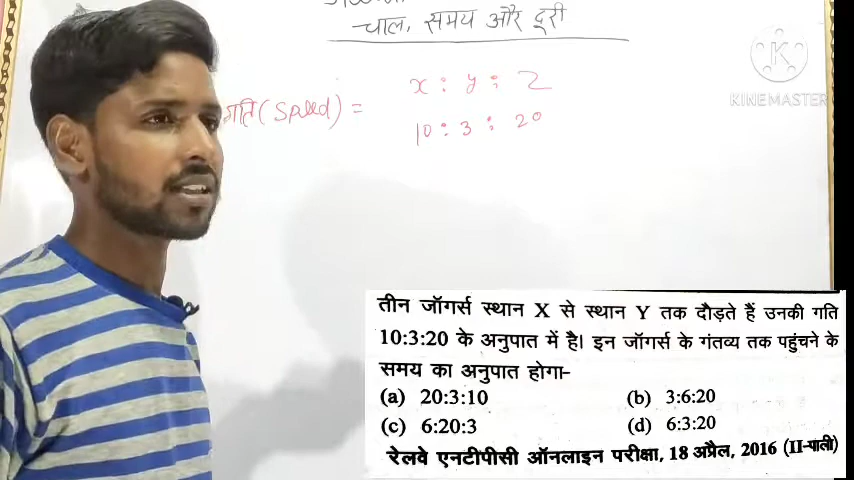 चाल, समय और दूरी
x : y : z
गति (Speed) =
10 : 3 : 20
KINEMASTER
तीन जॉगर्स स्थान X से स्थान Y तक दौड़ते हैं उनकी गति
10:3:20 के अनुपात में है। इन जॉगर्स के गंतव्य तक पहुंचने के
समय का अनुपात होगा-
(a) 20:3:10 (b) 3:6:20
(c) 6:20:3 (d) 6:3:20
रेलवे एनटीपीसी ऑनलाइन परीक्षा, 18 अप्रैल, 2016 (II-पाली)